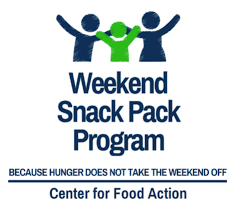 Weekend
Snack Pack
Program
BECAUSE HUNGER DOES NOT TAKE THE WEEKEND OFF
Center for Food Action